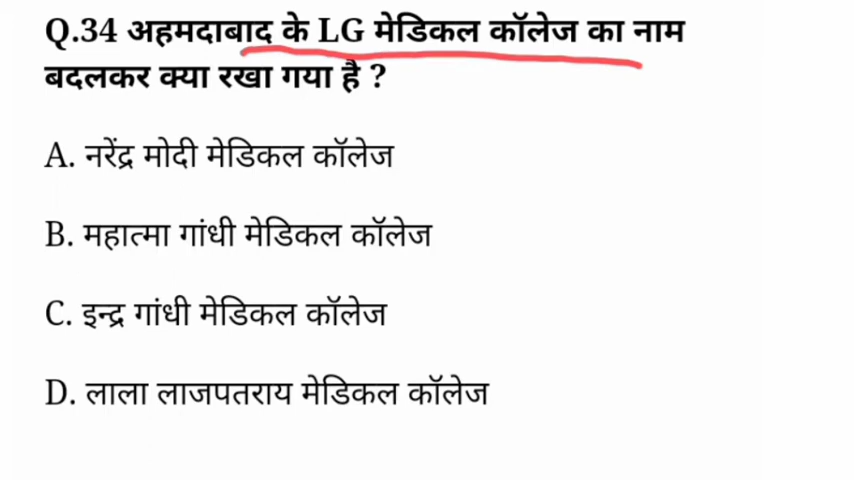 Q.34 अहमदाबाद के LG मेडिकल कॉलेज का नाम
बदलकर क्या रखा गया है ?
A. नरेंद्र मोदी मेडिकल कॉलेज
B. महात्मा गांधी मेडिकल कॉलेज
C. इन्द्र गांधी मेडिकल कॉलेज
D. लाला लाजपतराय मेडिकल कॉलेज